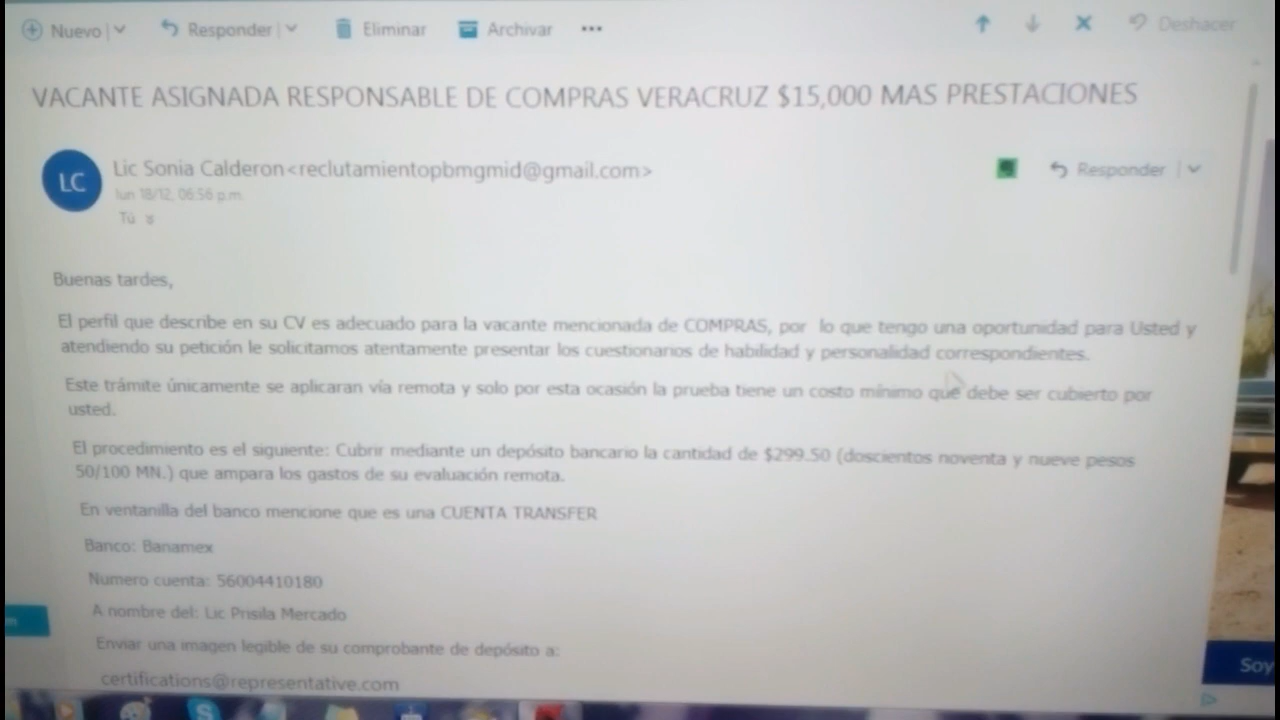 Nuevo | Responder | Eliminar Archivar ... Deshacer
VACANTE ASIGNADA RESPONSABLE DE COMPRAS VERACRUZ $15,000 MAS PRESTACIONES
LC
Lic Sonia Calderon<reclutamientopbmgmid@gmail.com>
Responder |
lun 18/12, 06:56 p.m.
Tú
Buenas tardes,
El perfil que describe en su CV es adecuado para la vacante mencionada de COMPRAS, por lo que tengo una oportunidad para Usted y
atendiendo su petición le solicitamos atentamente presentar los cuestionarios de habilidad y personalidad correspondientes.
Este trámite únicamente se aplicaran vía remota y solo por esta ocasión la prueba tiene un costo mínimo que debe ser cubierto por
usted.
El procedimiento es el siguiente: Cubrir mediante un depósito bancario la cantidad de $299.50 (doscientos noventa y nueve pesos
50/100 MN.) que ampara los gastos de su evaluación remota.
En ventanilla del banco mencione que es una CUENTA TRANSFER
Banco: Banamex
Numero cuenta: 56004410180
A nombre del: Lic Prisila Mercado
Enviar una imagen legible de su comprobante de depósito a:
certifications@representative.com
Soy